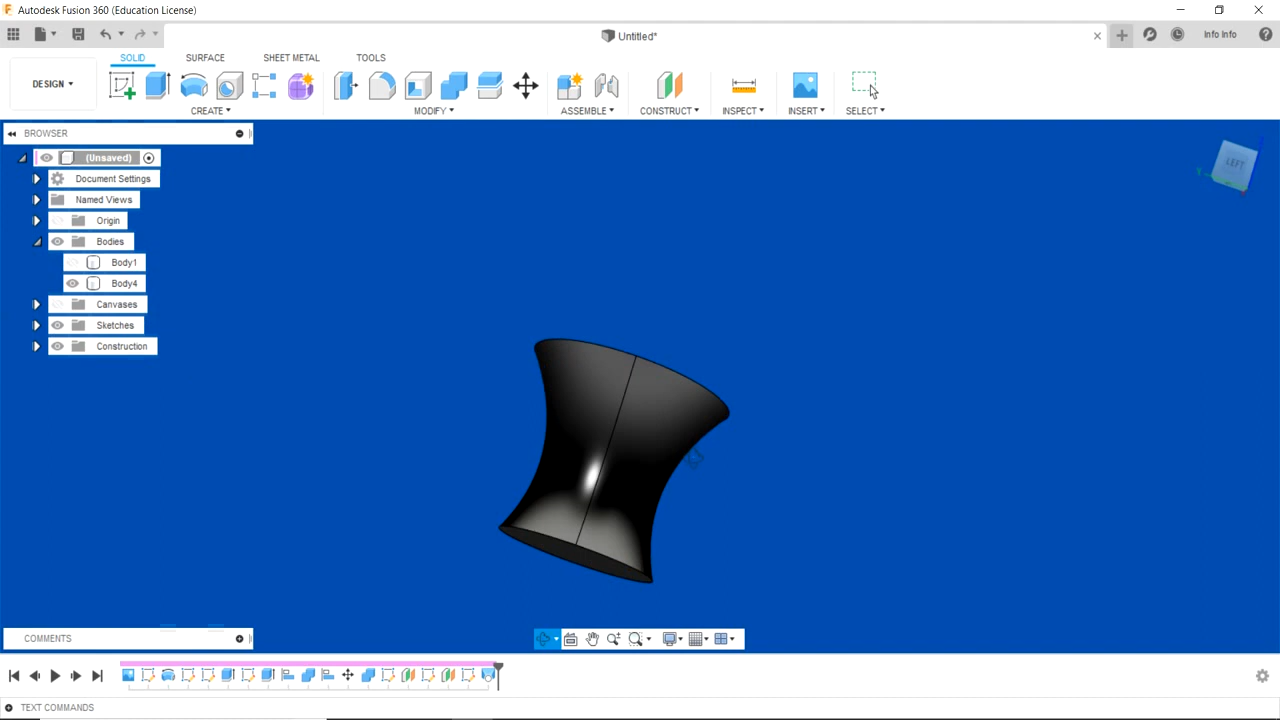 Autodesk Fusion 360 (Education License)
Untitled*
Info Info
SOLID SURFACE SHEET METAL TOOLS
DESIGN
CREATE MODIFY ASSEMBLE CONSTRUCT INSPECT INSERT SELECT
BROWSER
LEFT
(Unsaved)
Document Settings
Named Views
Origin
Bodies
Body1
Body4
Canvases
Sketches
Construction
COMMENTS
TEXT COMMANDS